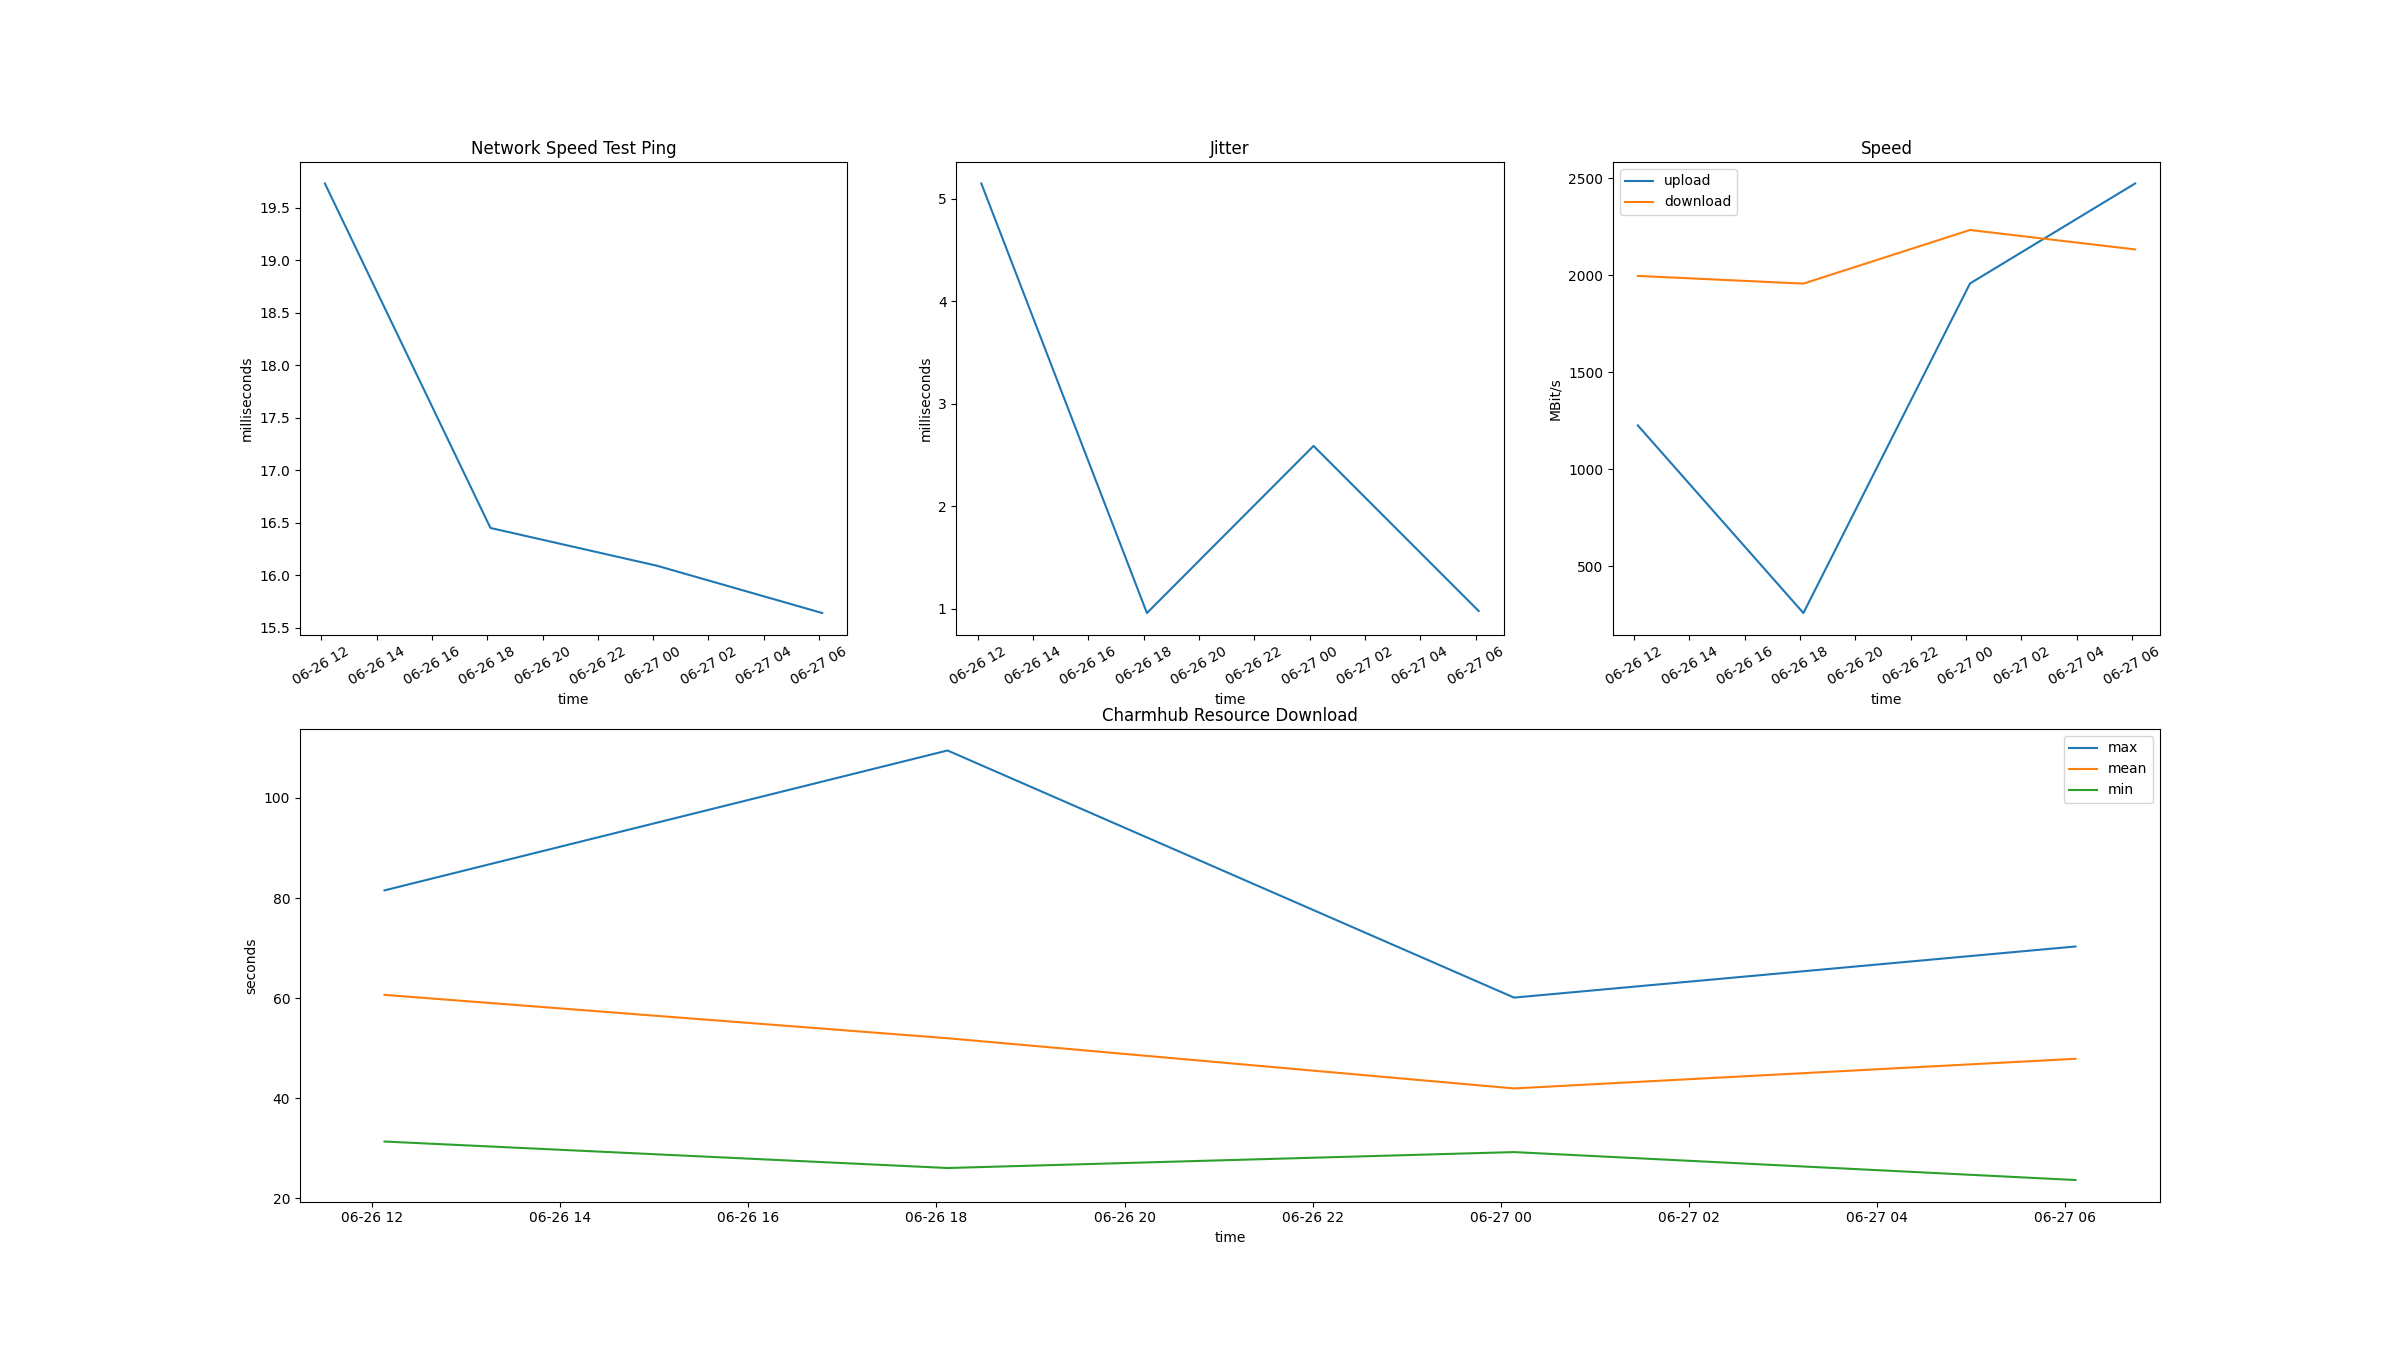 Network Speed Test Ping
19.5
19.0
18.5
18.0
17.5
17.0
16.5
16.0
15.5
milliseconds
06-26 12 06-26 14 06-26 16 06-26 18 06-26 20 06-26 22 06-27 00 06-27 02 06-27 04 06-27 06
time
Jitter
5
4
3
2
1
milliseconds
06-26 12 06-26 14 06-26 16 06-26 18 06-26 20 06-26 22 06-27 00 06-27 02 06-27 04 06-27 06
time
Speed
upload
download
2500
2000
1500
1000
500
MBit/s
06-26 12 06-26 14 06-26 16 06-26 18 06-26 20 06-26 22 06-27 00 06-27 02 06-27 04 06-27 06
time
Charmhub Resource Download
max
mean
min
100
80
60
40
20
seconds
06-26 12 06-26 14 06-26 16 06-26 18 06-26 20 06-26 22 06-27 00 06-27 02 06-27 04 06-27 06
time